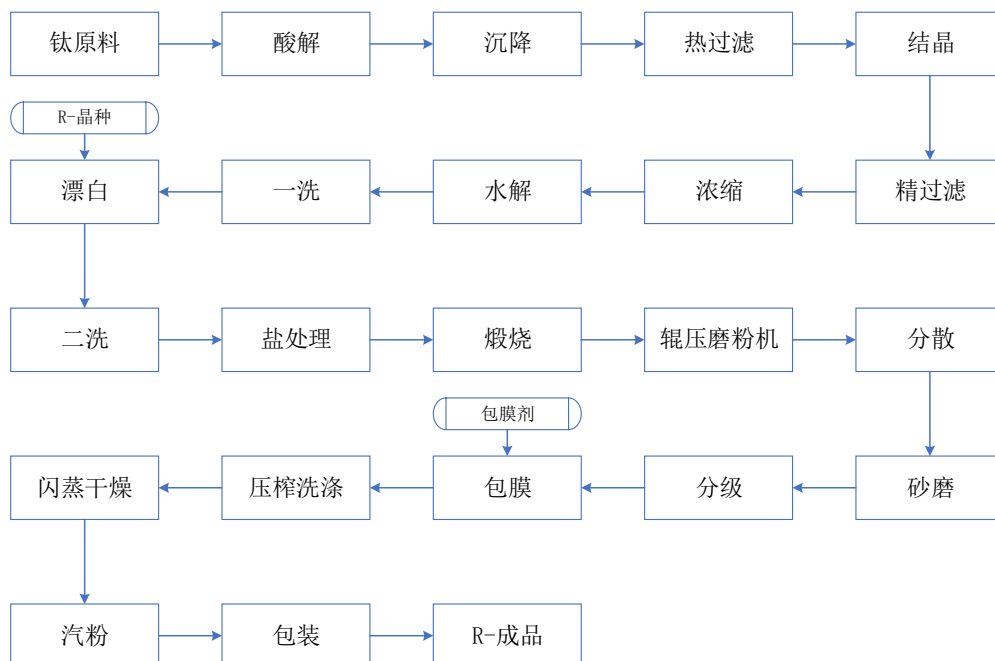 钛原料
酸解
沉降
热过滤
结晶
R-晶种
漂白
一洗
水解
浓缩
精过滤
二洗
盐处理
煅烧
辊压磨粉机
分散
包膜剂
闪蒸干燥
压榨洗涤
包膜
分级
砂磨
汽粉
包装
R-成品